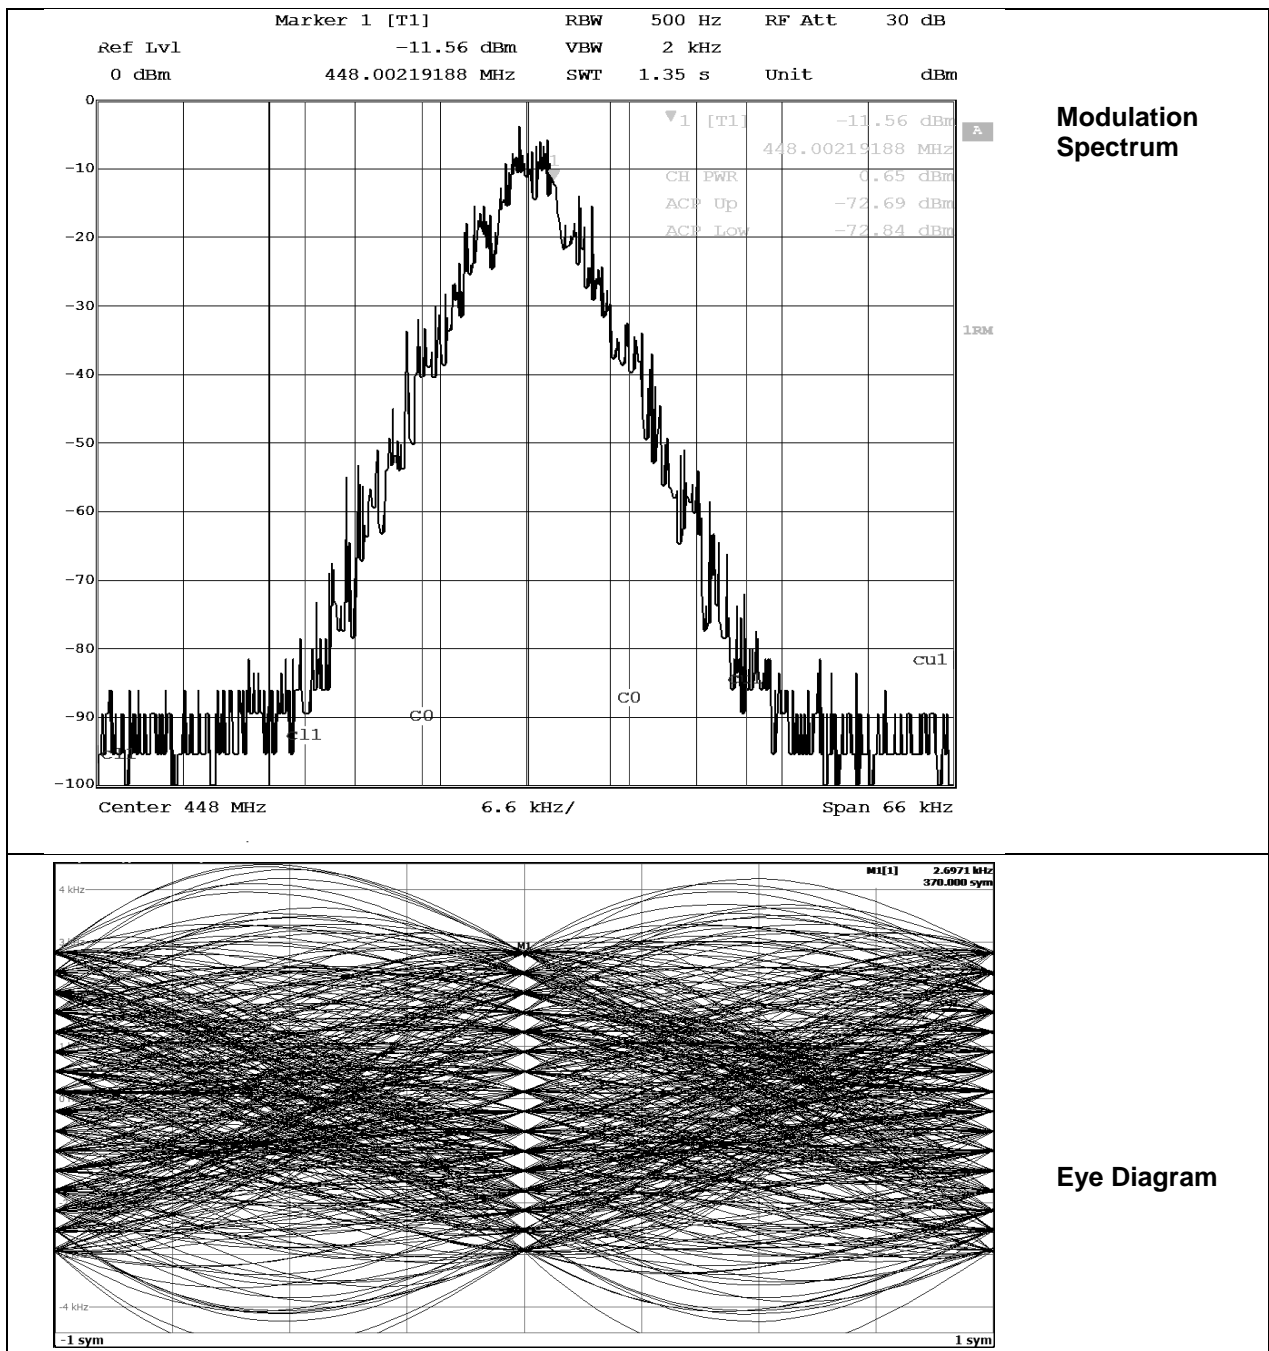 Marker 1 [T1] RBW 500 Hz RF Att 30 dB
Ref Lvl -11.56 dBm VBW 2 kHz
0 dBm 448.00219188 MHz SWT 1.35 s Unit dBm
0
▼1 [T1] -11.56 dBm
A
448.00219188 MHz
1
-10
CH PWR 0.65 dBm
ACP Up -72.69 dBm
ACP Low -72.84 dBm
-20
-30
1RM
-40
-50
-60
-70
-80
cu1
-90
cl1
cl1
C0
C0
-100
Center 448 MHz 6.6 kHz/ Span 66 kHz
Modulation
Spectrum
M1[1] 2.6971 kHz
370.000 sym
4 kHz
M1
-4 kHz
-1 sym 1 sym
Eye Diagram